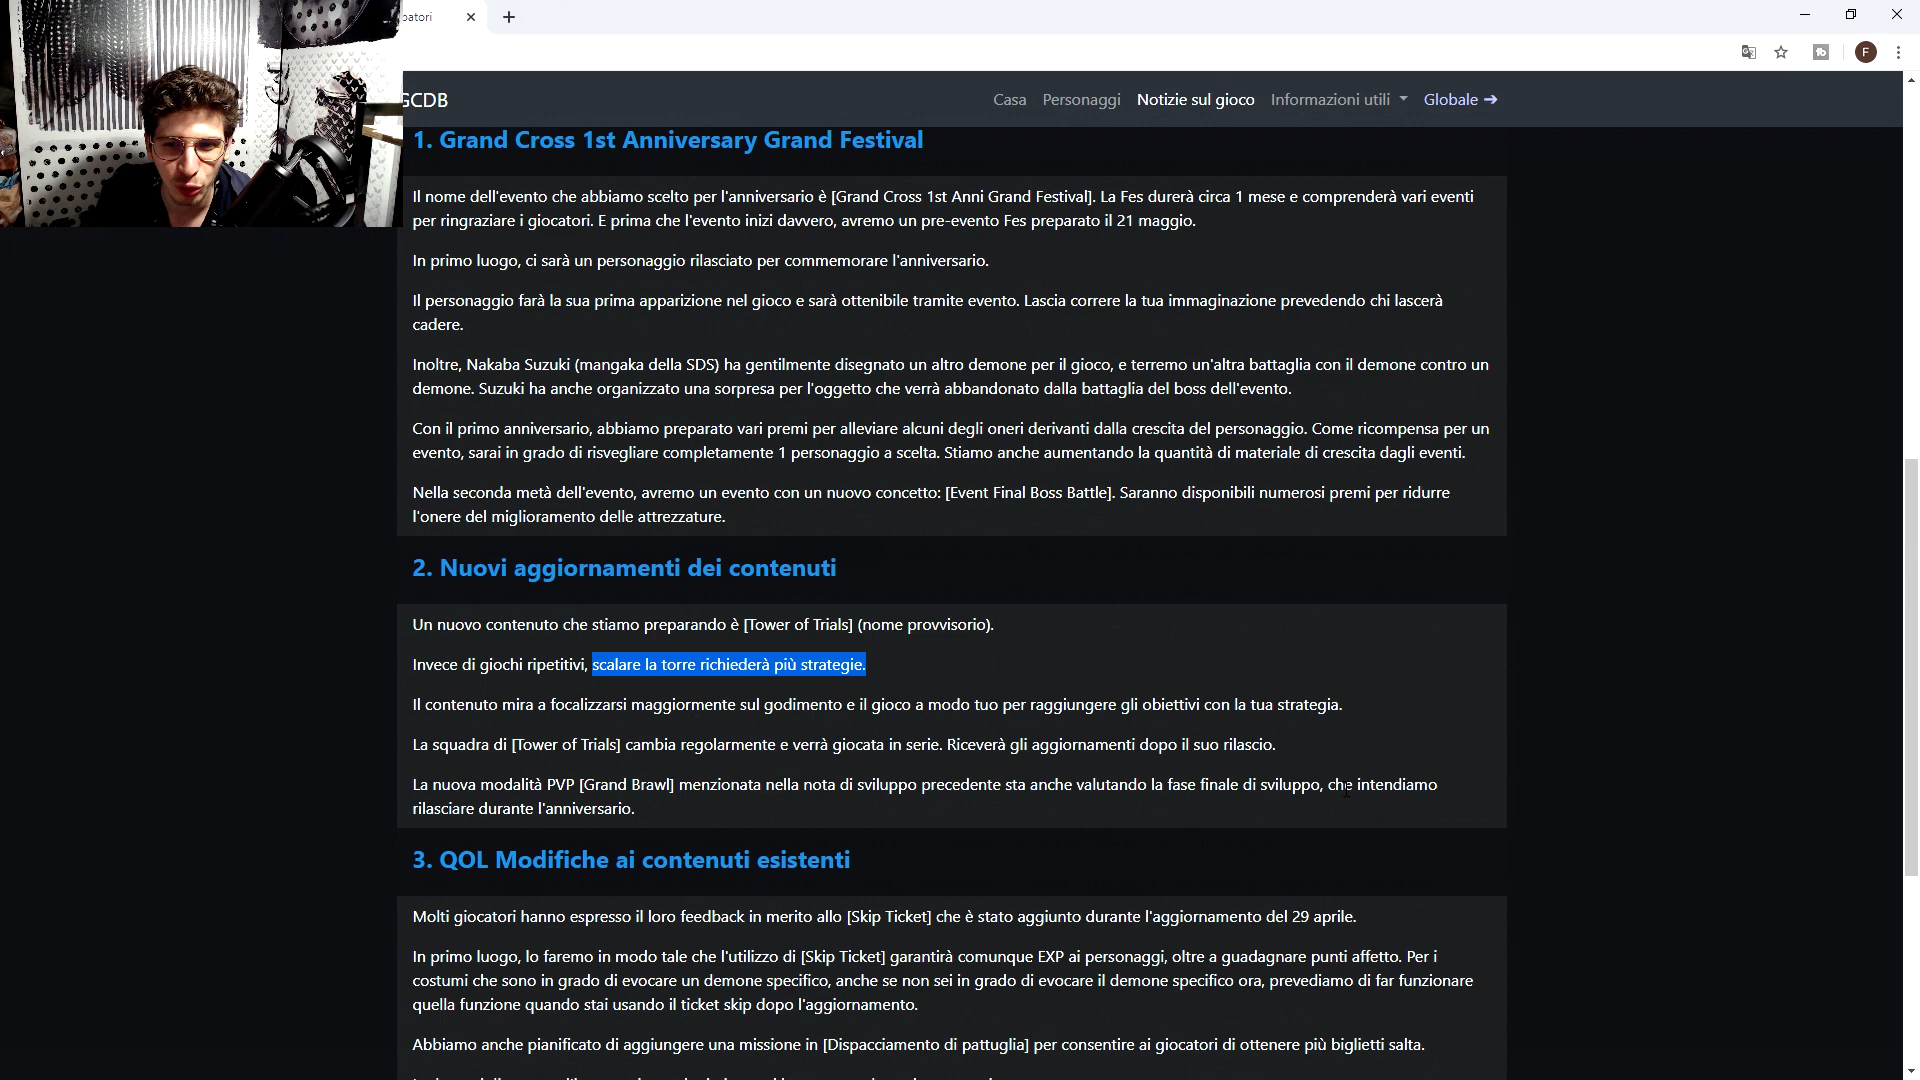 patori
F
GCDB
Casa Personaggi Notizie sul gioco Informazioni utili Globale ➔
1. Grand Cross 1st Anniversary Grand Festival
Il nome dell'evento che abbiamo scelto per l'anniversario è [Grand Cross 1st Anni Grand Festival]. La Fes durerà circa 1 mese e comprenderà vari eventi
per ringraziare i giocatori. E prima che l'evento inizi davvero, avremo un pre-evento Fes preparato il 21 maggio.
In primo luogo, ci sarà un personaggio rilasciato per commemorare l'anniversario.
Il personaggio farà la sua prima apparizione nel gioco e sarà ottenibile tramite evento. Lascia correre la tua immaginazione prevedendo chi lascerà
cadere.
Inoltre, Nakaba Suzuki (mangaka della SDS) ha gentilmente disegnato un altro demone per il gioco, e terremo un'altra battaglia con il demone contro un
demone. Suzuki ha anche organizzato una sorpresa per l'oggetto che verrà abbandonato dalla battaglia del boss dell'evento.
Con il primo anniversario, abbiamo preparato vari premi per alleviare alcuni degli oneri derivanti dalla crescita del personaggio. Come ricompensa per un
evento, sarai in grado di risvegliare completamente 1 personaggio a scelta. Stiamo anche aumentando la quantità di materiale di crescita dagli eventi.
Nella seconda metà dell'evento, avremo un evento con un nuovo concetto: [Event Final Boss Battle]. Saranno disponibili numerosi premi per ridurre
l'onere del miglioramento delle attrezzature.
2. Nuovi aggiornamenti dei contenuti
Un nuovo contenuto che stiamo preparando è [Tower of Trials] (nome provvisorio).
Invece di giochi ripetitivi, scalare la torre richiederà più strategie.
Il contenuto mira a focalizzarsi maggiormente sul godimento e il gioco a modo tuo per raggiungere gli obiettivi con la tua strategia.
La squadra di [Tower of Trials] cambia regolarmente e verrà giocata in serie. Riceverà gli aggiornamenti dopo il suo rilascio.
La nuova modalità PVP [Grand Brawl] menzionata nella nota di sviluppo precedente sta anche valutando la fase finale di sviluppo, che intendiamo
rilasciare durante l'anniversario.
3. QOL Modifiche ai contenuti esistenti
Molti giocatori hanno espresso il loro feedback in merito allo [Skip Ticket] che è stato aggiunto durante l'aggiornamento del 29 aprile.
In primo luogo, lo faremo in modo tale che l'utilizzo di [Skip Ticket] garantirà comunque EXP ai personaggi, oltre a guadagnare punti affetto. Per i
costumi che sono in grado di evocare un demone specifico, anche se non sei in grado di evocare il demone specifico ora, prevediamo di far funzionare
quella funzione quando stai usando il ticket skip dopo l'aggiornamento.
Abbiamo anche pianificato di aggiungere una missione in [Dispacciamento di pattuglia] per consentire ai giocatori di ottenere più biglietti salta.